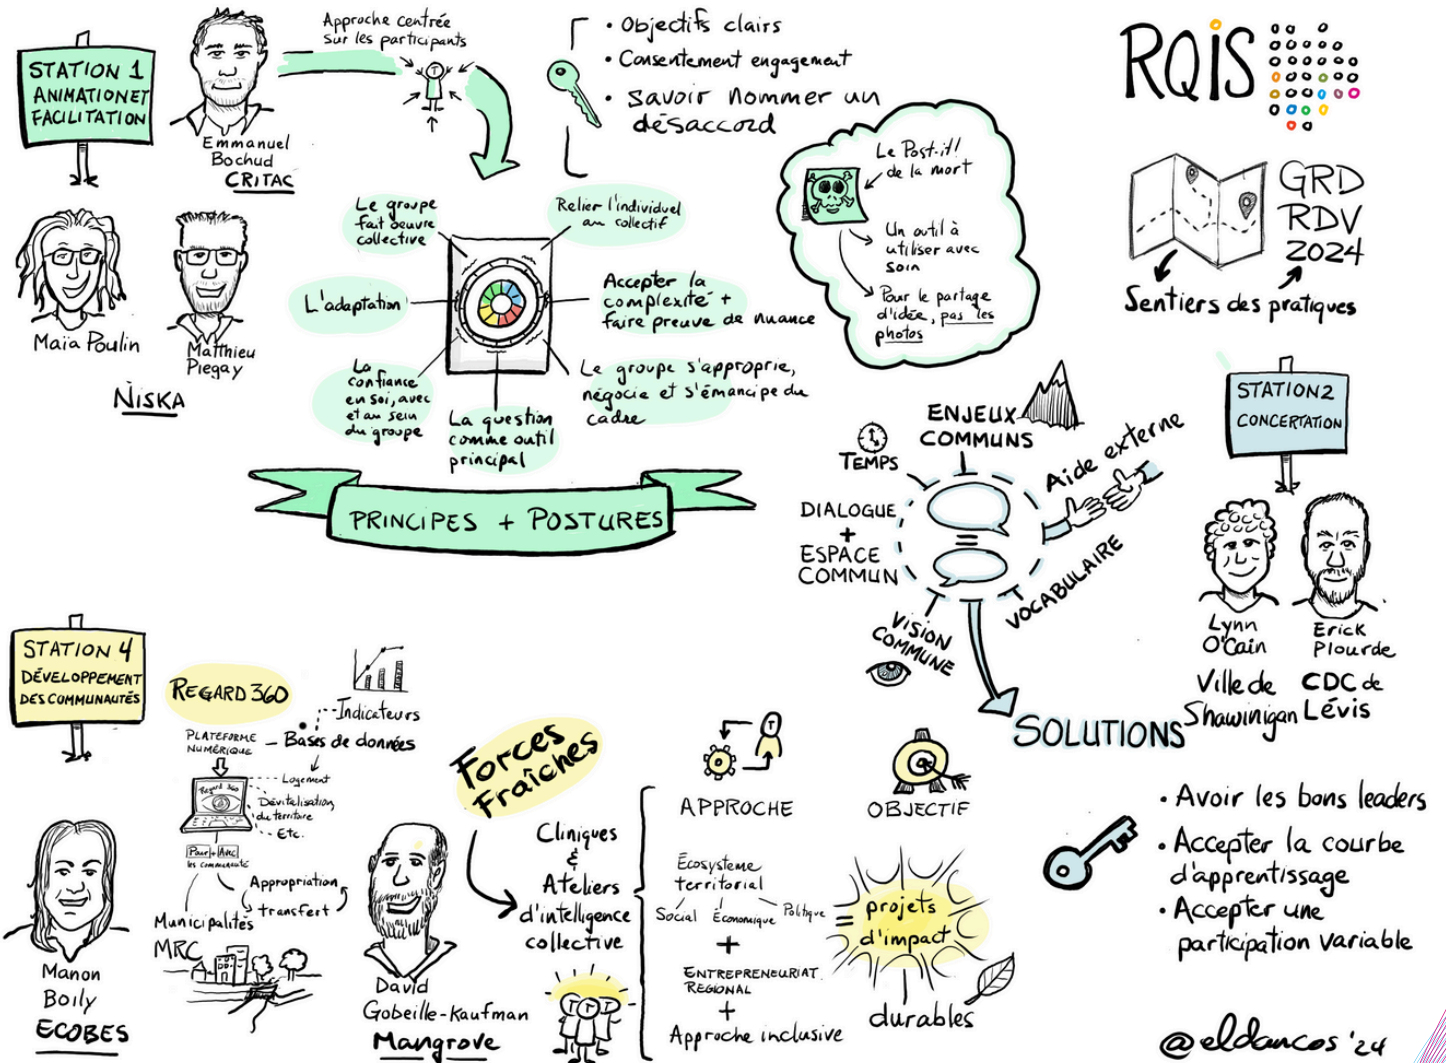 STATION 1
ANIMATION ET
FACILITATION
Emmanuel
Bochud
CRITAC
Maïa Poulin
Matthieu
Piegay
NISKA
Approche centrée
sur les participants
T
• Objectifs clairs
• Consentement engagement
• Savoir nommer un
désaccord
Le groupe
fait oeuvre
collective
Relier l'individuel
au collectif
L'adaptation
Accepter la
complexité +
faire preuve de nuance
La
confiance
en soi, avec
et au sein
du groupe
La question
comme outil
principal
Le groupe s'approprie,
négocie et s'émancipe du
cadre
PRINCIPES + POSTURES
Le Post-it!
de la mort
Un outil à
utiliser avec
soin
Pour le partage
d'idée, pas les
photos
RQIS
GRD
RDV
2024
Sentiers des pratiques
STATION 2
CONCERTATION
Lynn
O'Cain
Ville de
Shawinigan
Erick
Plourde
CDC de
Lévis
ENJEUX
COMMUNS
TEMPS
Aide externe
DIALOGUE
+
ESPACE
COMMUN
=
VOCABULAIRE
VISION
COMMUNE
SOLUTIONS
• Avoir les bons leaders
• Accepter la courbe
d'apprentissage
• Accepter une
participation variable
STATION 4
DÉVELOPPEMENT
DES COMMUNAUTÉS
Manon
Boily
ECOBES
REGARD 360
PLATEFORME
NUMÉRIQUE
- Bases de données
Indicateurs
Regard 360
Logement
Dévitalisation
du territoire
Etc.
Pour + Avec
les communauté
Appropriation
transfert
Municipalités
MRC
David
Gobeille-Kaufman
Mangrove
Forces
Fraîches
Cliniques
&
Ateliers
d'intelligence
collective
T
T
T
T
APPROCHE
Écosystème
territorial
Social Économique Politique
+
ENTREPRENEURIAT
RÉGIONAL
+
Approche inclusive
OBJECTIF
= projets
d'impact
durables
@eldancos '24